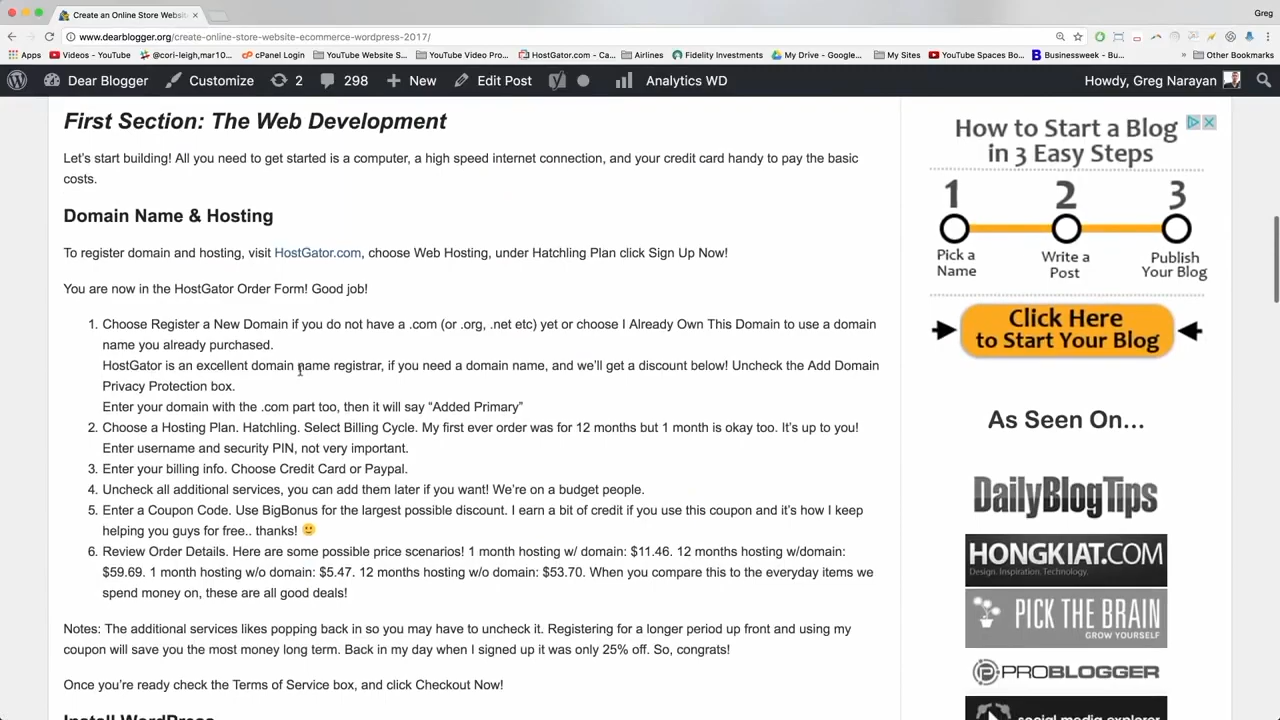 Create an Online Store Websit
Greg
www.dearblogger.org/create-online-store-website-ecommerce-wordpress-2017/
Apps
Videos - YouTube
@cori-leigh,mar10...
cPanel Login
YouTube Website S...
YouTube Video Pro...
HostGator.com - Ca...
Airlines
Fidelity Investments
My Drive - Google...
My Sites
YouTube Spaces Bo...
Businessweek - Bu...
»
Other Bookmarks
Dear Blogger
Customize
2
298
New
Edit Post
Analytics WD
Howdy, Greg Narayan
First Section: The Web Development
Let’s start building! All you need to get started is a computer, a high speed internet connection, and your credit card handy to pay the basic
costs.
Domain Name & Hosting
To register domain and hosting, visit HostGator.com, choose Web Hosting, under Hatchling Plan click Sign Up Now!
You are now in the HostGator Order Form! Good job!
1. Choose Register a New Domain if you do not have a .com (or .org, .net etc) yet or choose I Already Own This Domain to use a domain
name you already purchased.
HostGator is an excellent domain name registrar, if you need a domain name, and we’ll get a discount below! Uncheck the Add Domain
Privacy Protection box.
Enter your domain with the .com part too, then it will say “Added Primary”
2. Choose a Hosting Plan. Hatchling. Select Billing Cycle. My first ever order was for 12 months but 1 month is okay too. It’s up to you!
Enter username and security PIN, not very important.
3. Enter your billing info. Choose Credit Card or Paypal.
4. Uncheck all additional services, you can add them later if you want! We’re on a budget people.
5. Enter a Coupon Code. Use BigBonus for the largest possible discount. I earn a bit of credit if you use this coupon and it’s how I keep
helping you guys for free.. thanks! 🙂
6. Review Order Details. Here are some possible price scenarios! 1 month hosting w/ domain: $11.46. 12 months hosting w/domain:
$59.69. 1 month hosting w/o domain: $5.47. 12 months hosting w/o domain: $53.70. When you compare this to the everyday items we
spend money on, these are all good deals!
Notes: The additional services likes popping back in so you may have to uncheck it. Registering for a longer period up front and using my
coupon will save you the most money long term. Back in my day when I signed up it was only 25% off. So, congrats!
Once you’re ready check the Terms of Service box, and click Checkout Now!
Install WordPress
How to Start a Blog
in 3 Easy Steps
1 2 3
Pick a
Name
Write a
Post
Publish
Your Blog
Click Here
to Start Your Blog
As Seen On...
DailyBlogTips
HONGKIAT.COM
Design. Inspiration. Technology.
PICK THE BRAIN
GROW YOURSELF
PROBLOGGER
social media explorer